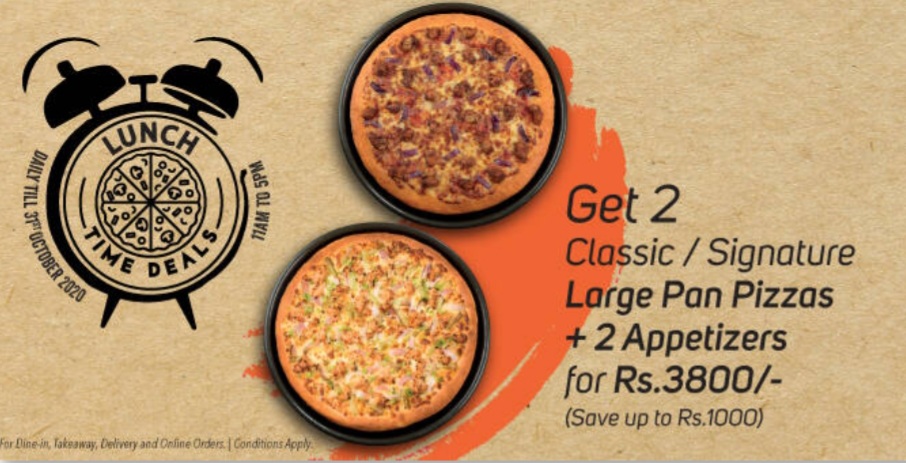 LUNCH
TIME DEALS
DAILY TILL 31ST OCTOBER 2020
11AM TO 5PM
Get 2
Classic / Signature
Large Pan Pizzas
+ 2 Appetizers
for Rs.3800/-
(Save up to Rs.1000)
For Dine-in, Takeaway, Delivery and Online Orders. | Conditions Apply.